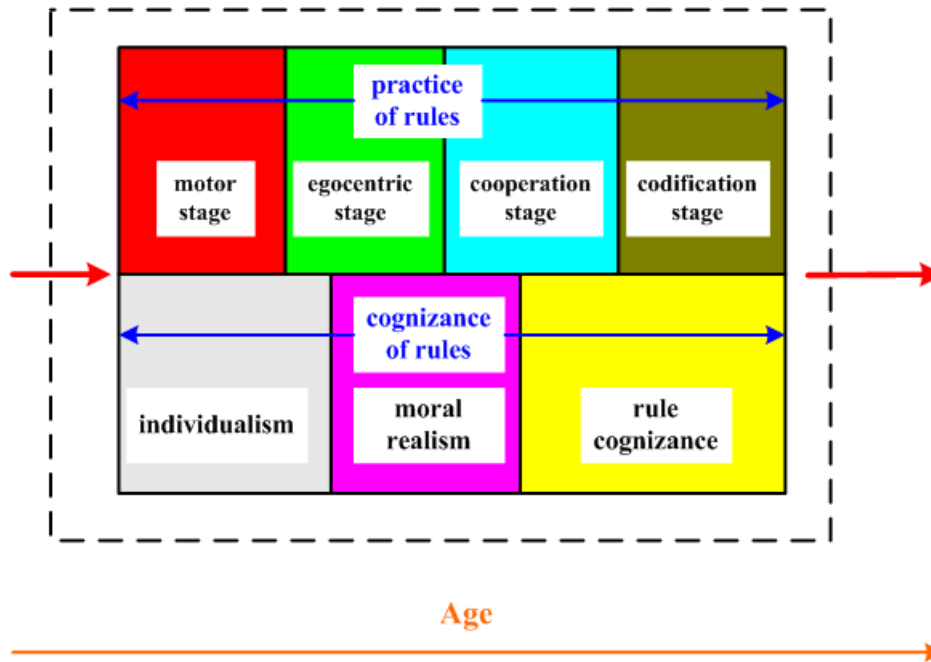 practice
of rules
motor
stage
egocentric
stage
cooperation
stage
codification
stage
cognizance
of rules
individualism
moral
realism
rule
cognizance
Age